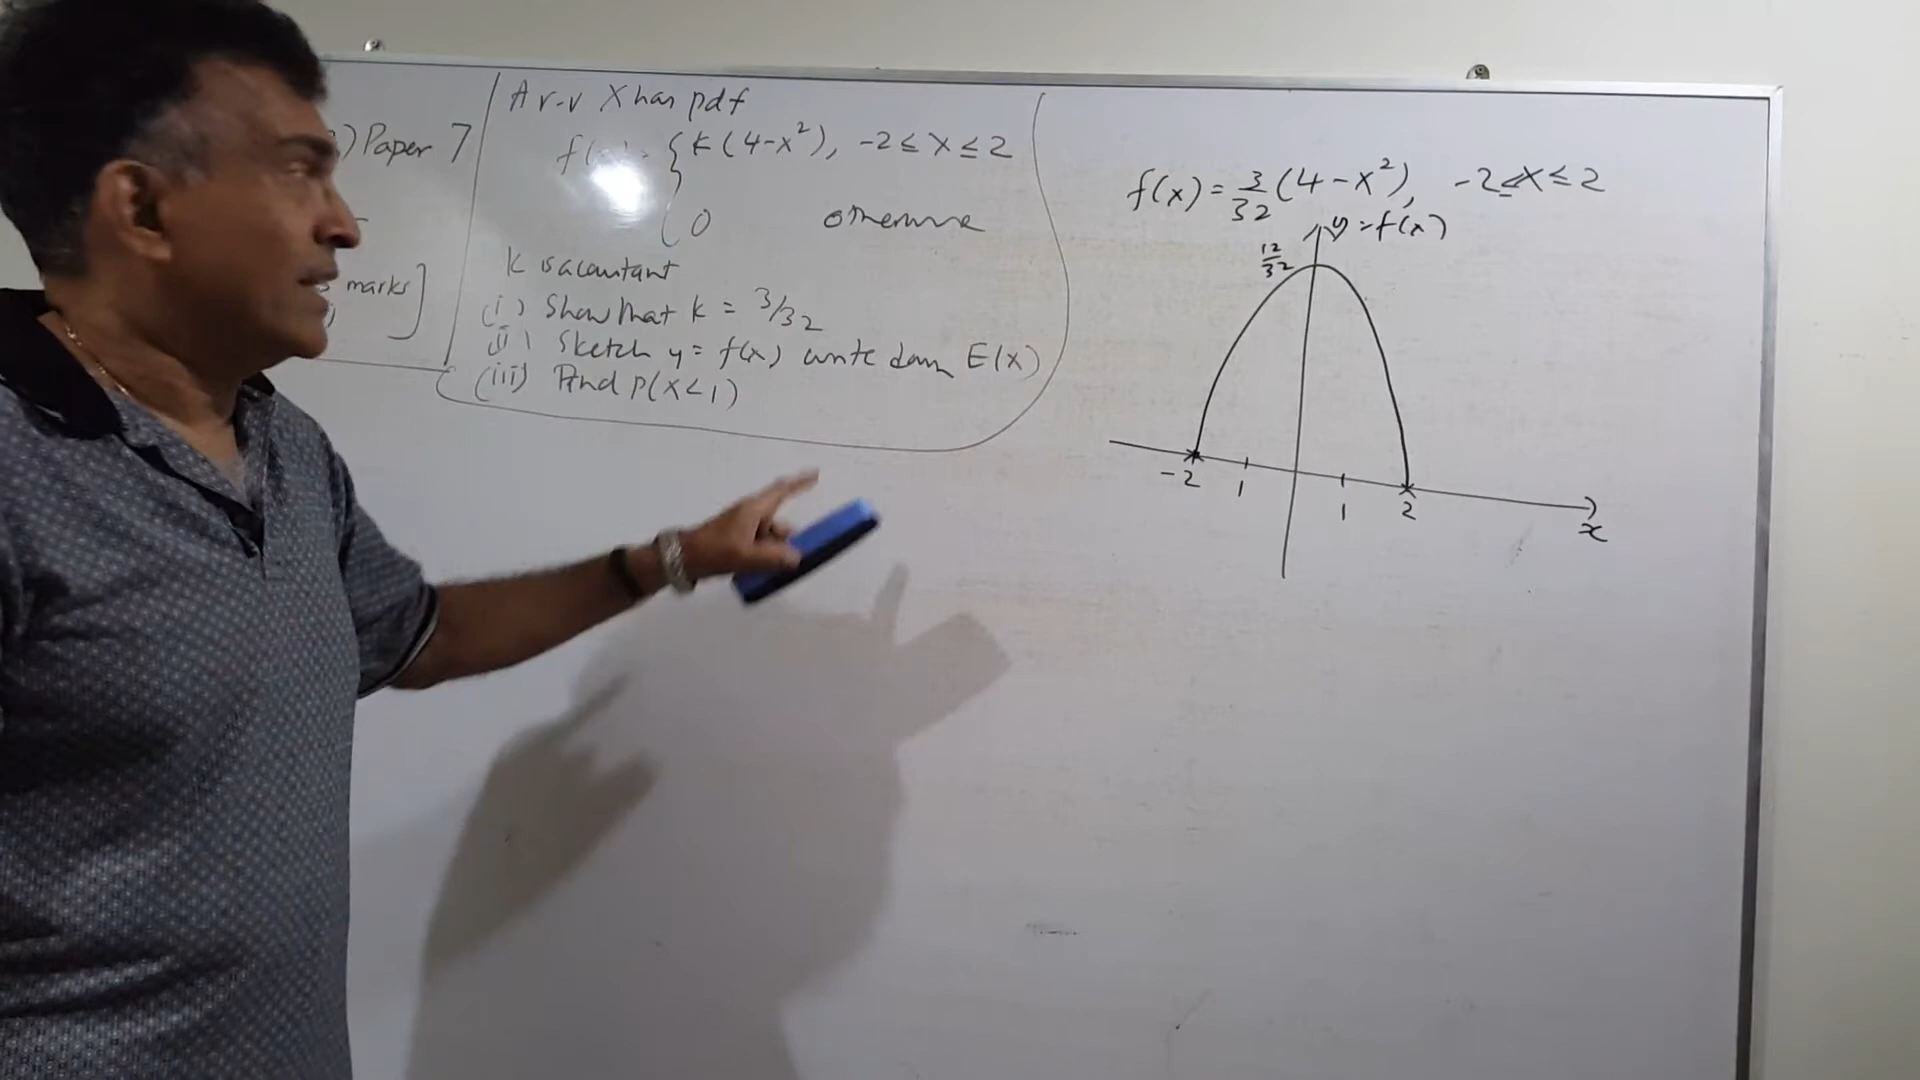 ) Paper 7
marks]
A r.v X has pdf
f( ) = { k(4-x²), -2 ≤ x ≤ 2
0 otherwise
k is a constant
(i) Show that k = 3/32
(ii) Sketch y = f(x) write down E(X)
(iii) Find P(X<1)
f(x) = 3/32 (4-x²), -2 ≤ x ≤ 2
y = f(x)
12/32
-2 1 1 2
x